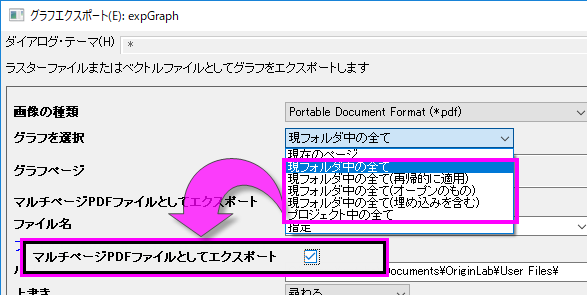 グラフエクスポート(E): expGraph
ダイアログ・テーマ(H) *
ラスターファイルまたはベクトルファイルとしてグラフをエクスポートします
画像の種類 Portable Document Format (*.pdf)
グラフを選択 現フォルダ中の全て
現在のページ
現フォルダ中の全て
グラフページ
現フォルダ中の全て(再帰的に適用)
現フォルダ中の全て(オープンのもの)
マルチページPDFファイルとしてエクスポート
現フォルダ中の全て(埋め込みを含む)
プロジェクト中の全て
ファイル名 指定
マルチページPDFファイルとしてエクスポート
Documents¥OriginLab¥User Files¥
上書き 尋ねる